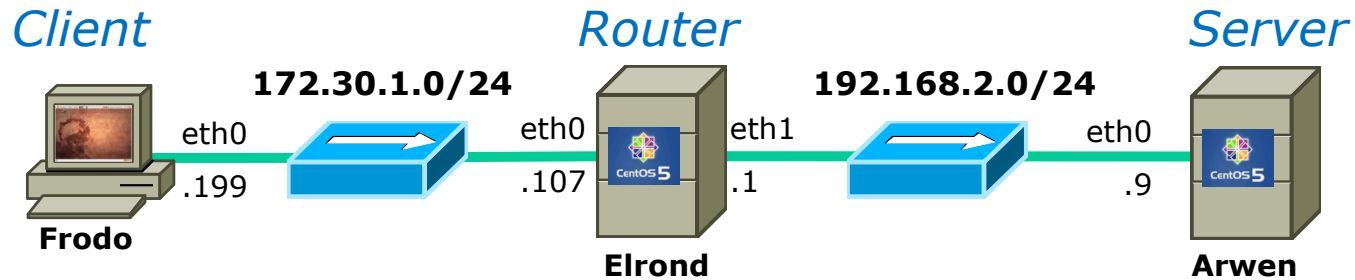 Client
Router
Server
172.30.1.0/24
192.168.2.0/24
eth0
eth0
eth1
eth0
CentOS 5
CentOS 5
.199
.107
.1
.9
Frodo
Elrond
Arwen